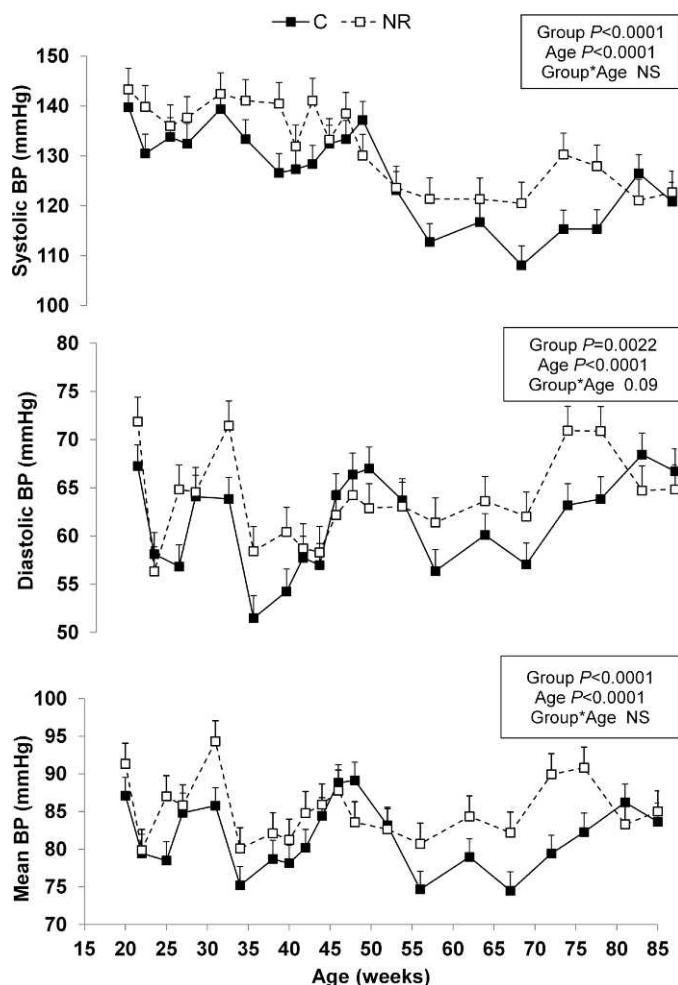 C NR
Group P<0.0001
Age P<0.0001
Group*Age NS
Systolic BP (mmHg)
150
140
130
120
110
100
Group P=0.0022
Age P<0.0001
Group*Age 0.09
Diastolic BP (mmHg)
80
75
70
65
60
55
50
Group P<0.0001
Age P<0.0001
Group*Age NS
Mean BP (mmHg)
100
95
90
85
80
75
70
15 20 25 30 35 40 45 50 55 60 65 70 75 80 85
Age (weeks)